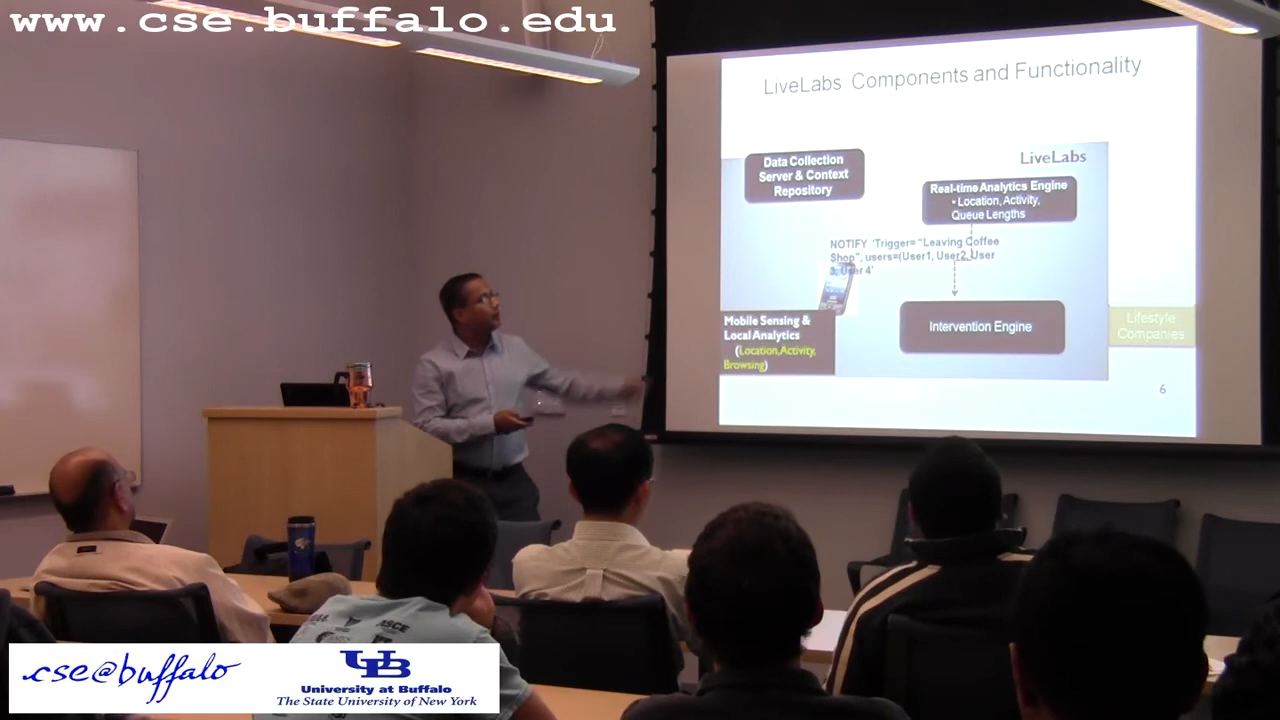 www.cse.buffalo.edu
LiveLabs: Components and Functionality
LiveLabs
Data Collection
Server & Context
Repository
Real-time Analytics Engine
• Location, Activity,
Queue Lengths
NOTIFY 'Trigger= "Leaving Coffee
Shop", users=(User1, User2, User
3, User 4'
Intervention Engine
Mobile Sensing &
Local Analytics
(Location,Activity,
Browsing)
Lifestyle
Companies
6
ASCE
cse@buffalo
UB
University at Buffalo
The State University of New York